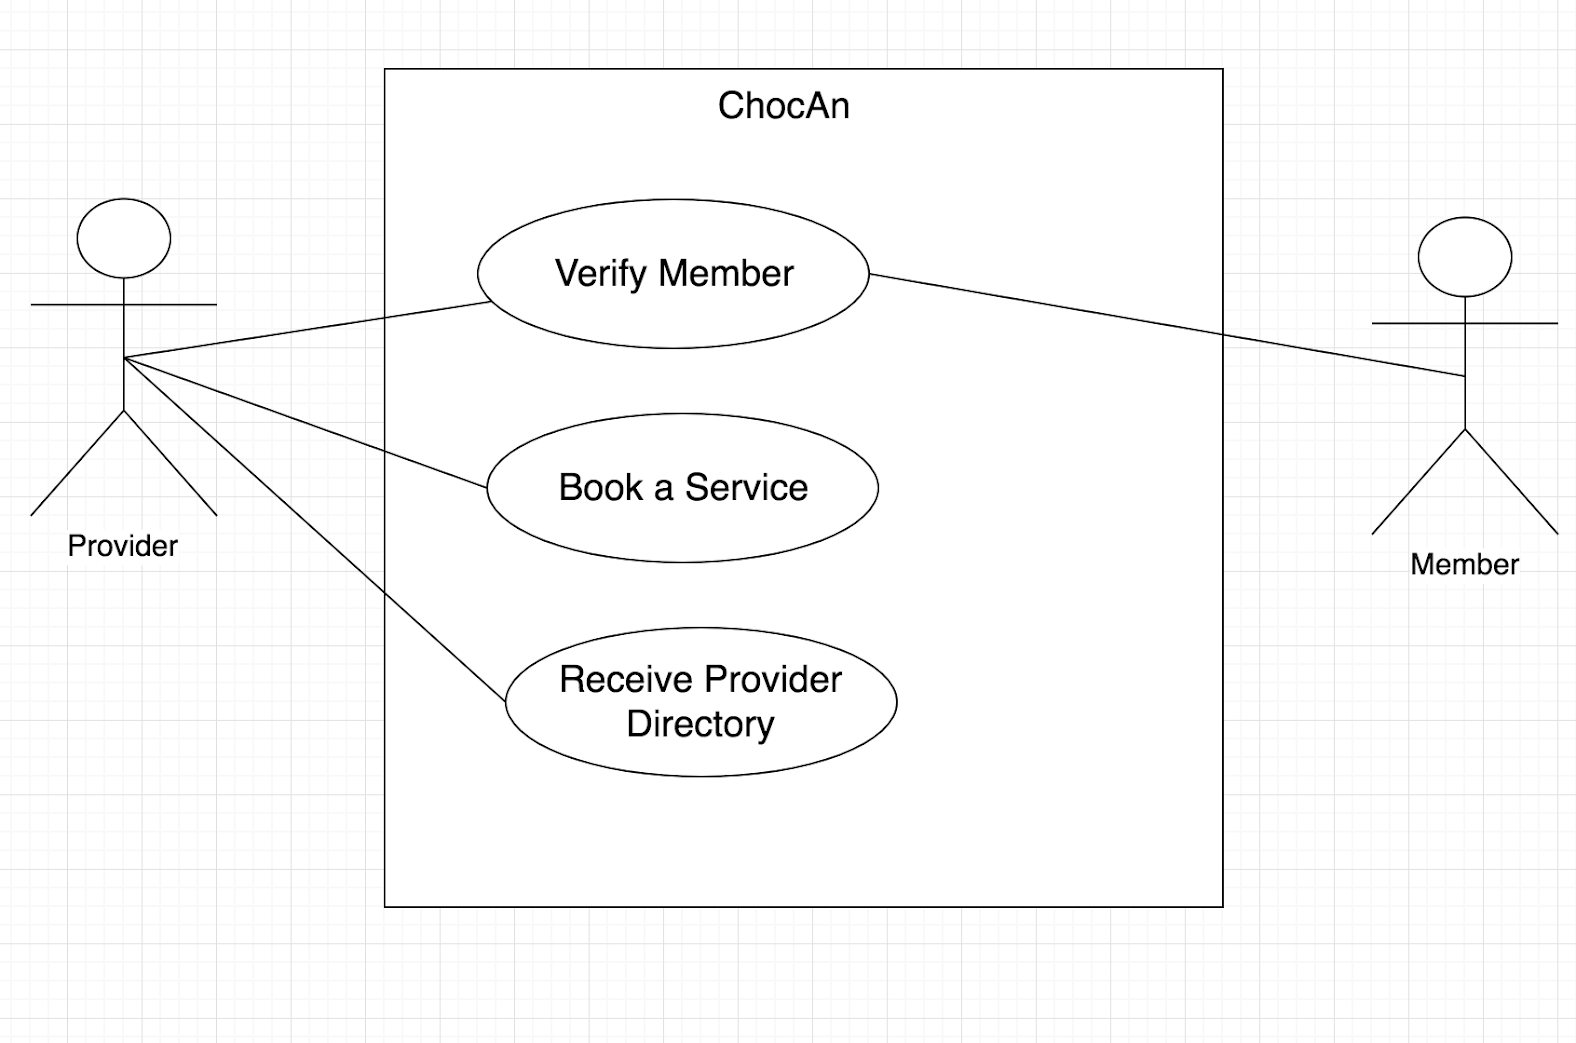 ChocAn
Verify Member
Book a Service
Provider
Member
Receive Provider
Directory